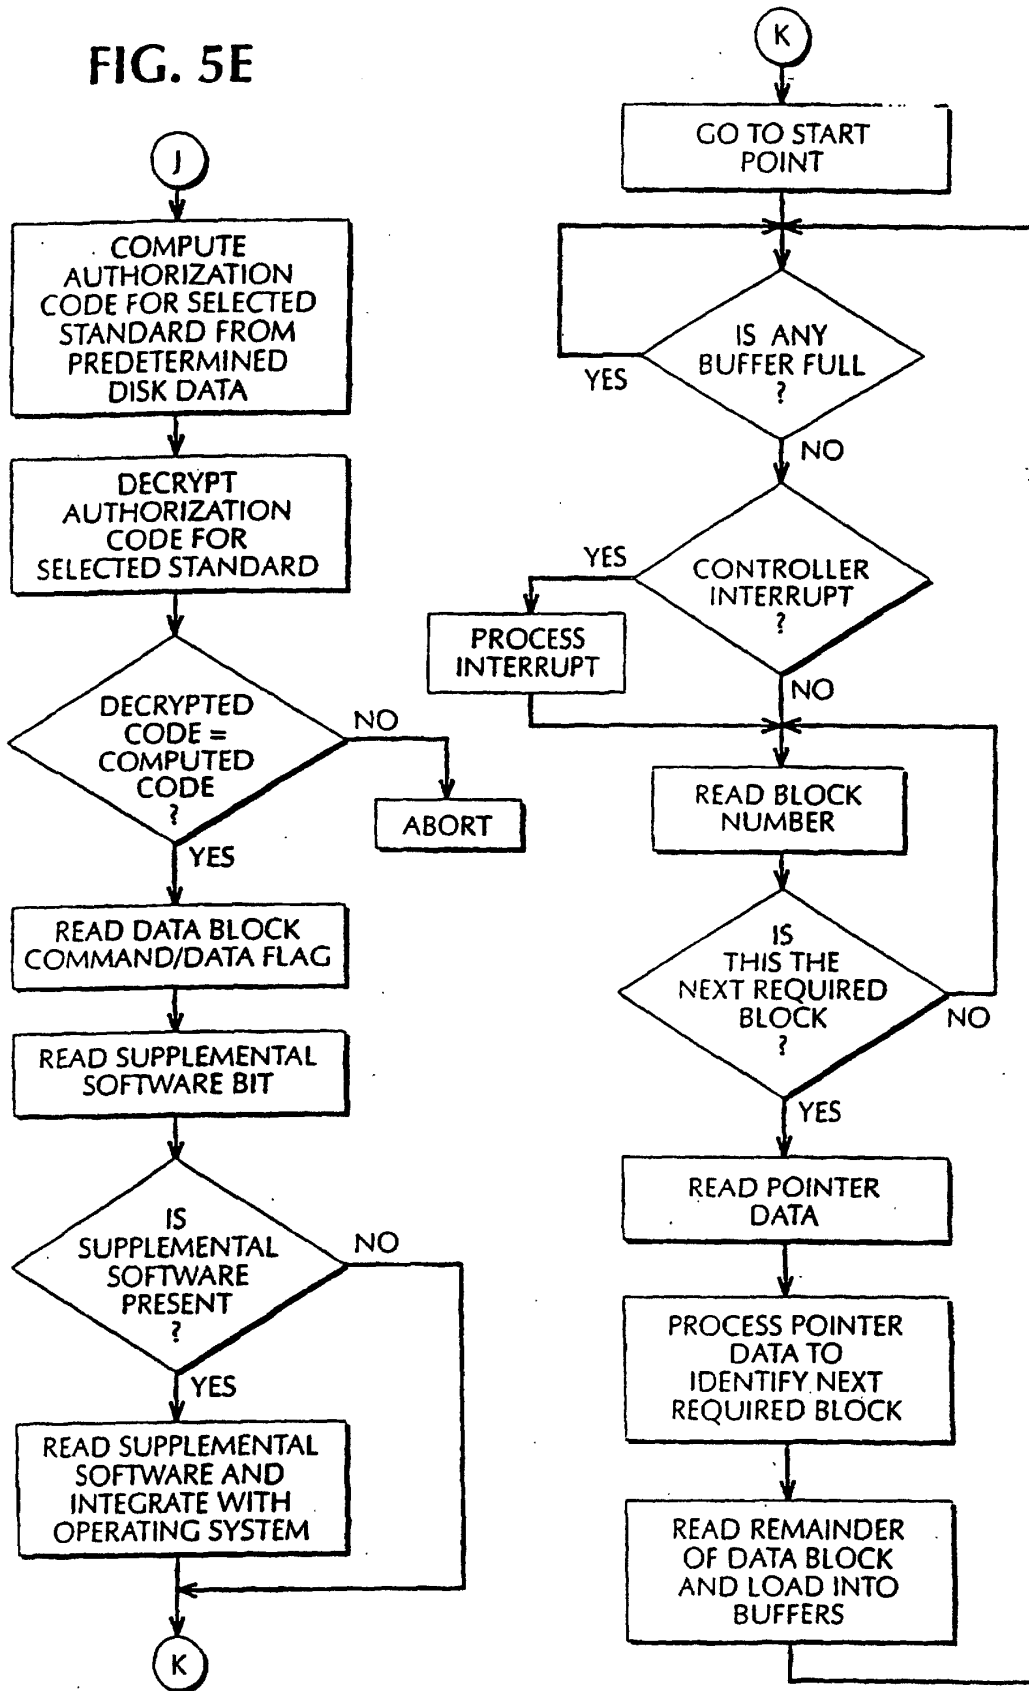 FIG. 5E
J
COMPUTE
AUTHORIZATION
CODE FOR SELECTED
STANDARD FROM
PREDETERMINED
DISK DATA
DECRYPT
AUTHORIZATION
CODE FOR
SELECTED STANDARD
DECRYPTED
CODE =
COMPUTED
CODE
?
NO
ABORT
YES
READ DATA BLOCK
COMMAND/DATA FLAG
READ SUPPLEMENTAL
SOFTWARE BIT
IS
SUPPLEMENTAL
SOFTWARE
PRESENT
?
NO
YES
READ SUPPLEMENTAL
SOFTWARE AND
INTEGRATE WITH
OPERATING SYSTEM
K
K
GO TO START
POINT
IS ANY
BUFFER FULL
?
YES
NO
CONTROLLER
INTERRUPT
?
YES
PROCESS
INTERRUPT
NO
READ BLOCK
NUMBER
IS
THIS THE
NEXT REQUIRED
BLOCK
?
NO
YES
READ POINTER
DATA
PROCESS POINTER
DATA TO
IDENTIFY NEXT
REQUIRED BLOCK
READ REMAINDER
OF DATA BLOCK
AND LOAD INTO
BUFFERS